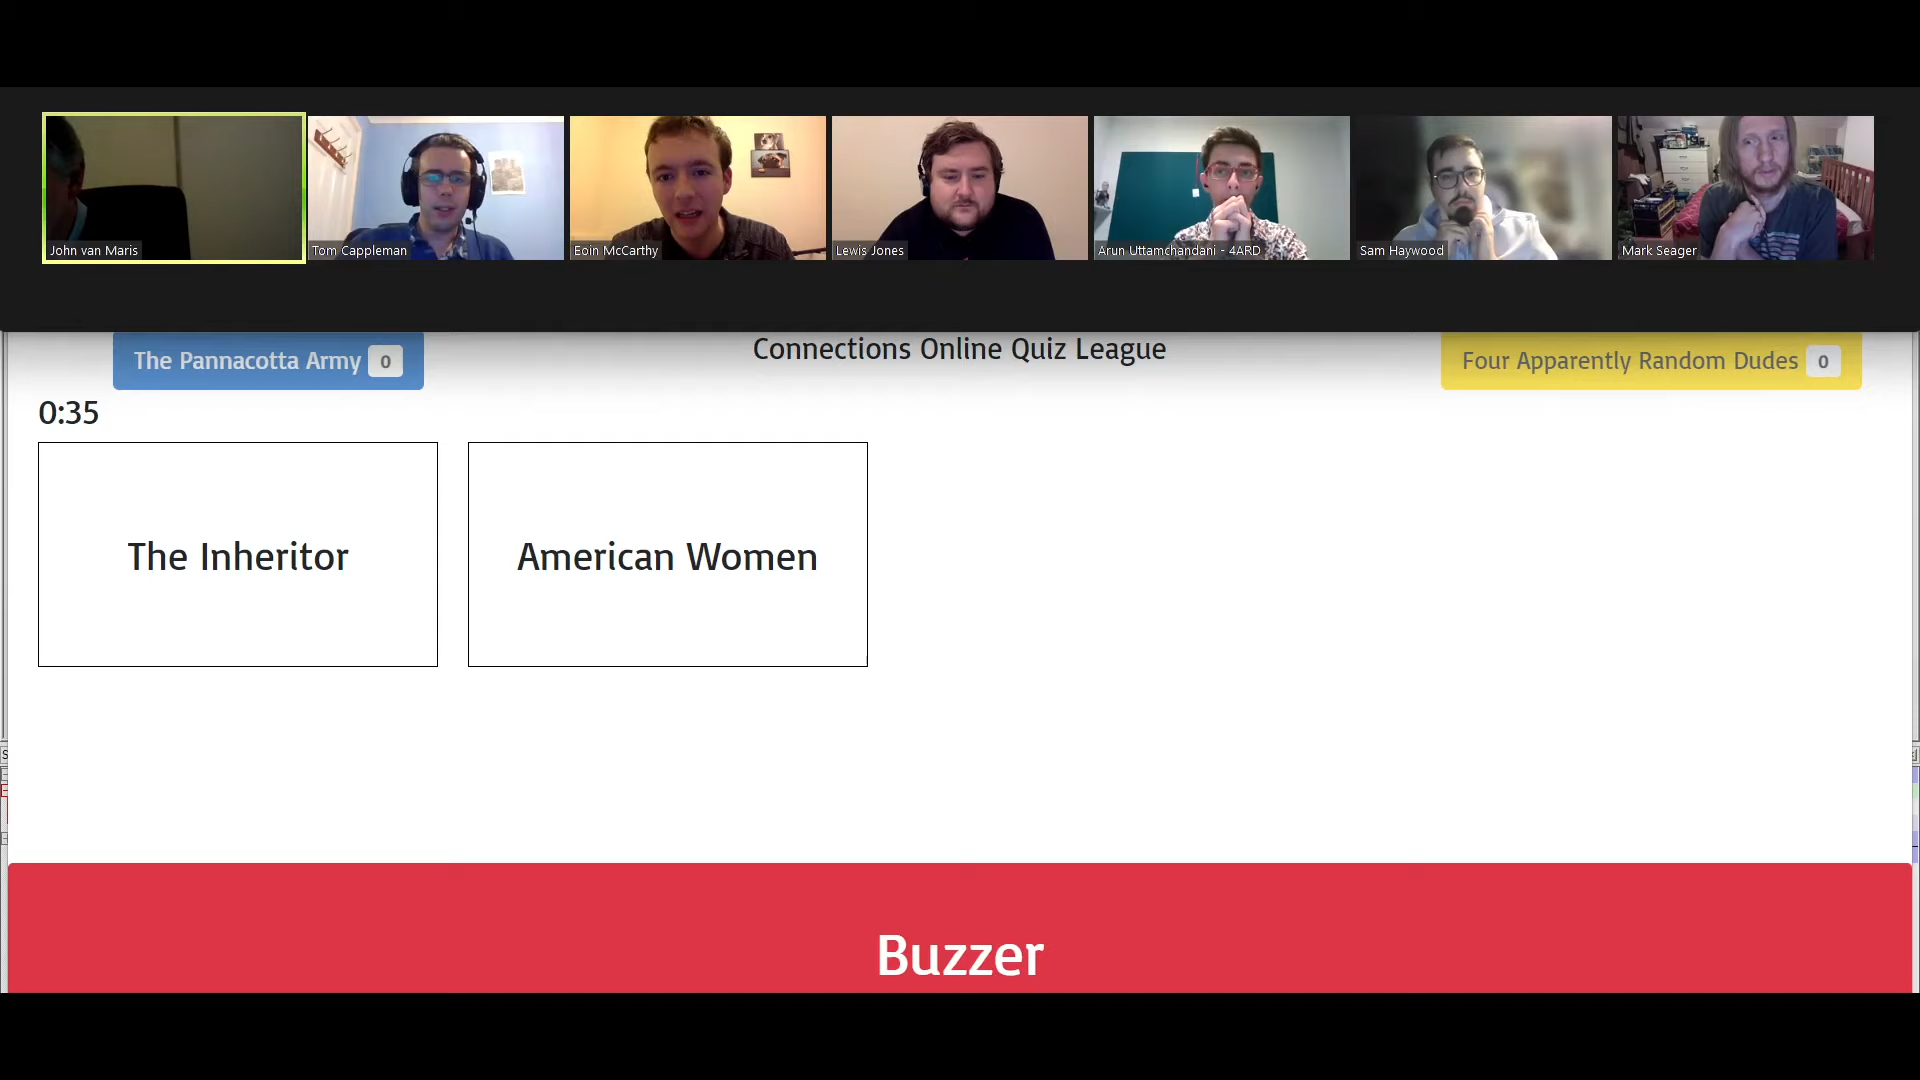 John van Maris
Tom Cappleman
Eoin McCarthy
Lewis Jones
Arun Uttamchandani - 4ARD
Sam Haywood
Mark Seager
The Pannacotta Army 0
Connections Online Quiz League
Four Apparently Random Dudes 0
0:35
The Inheritor
American Women
Buzzer